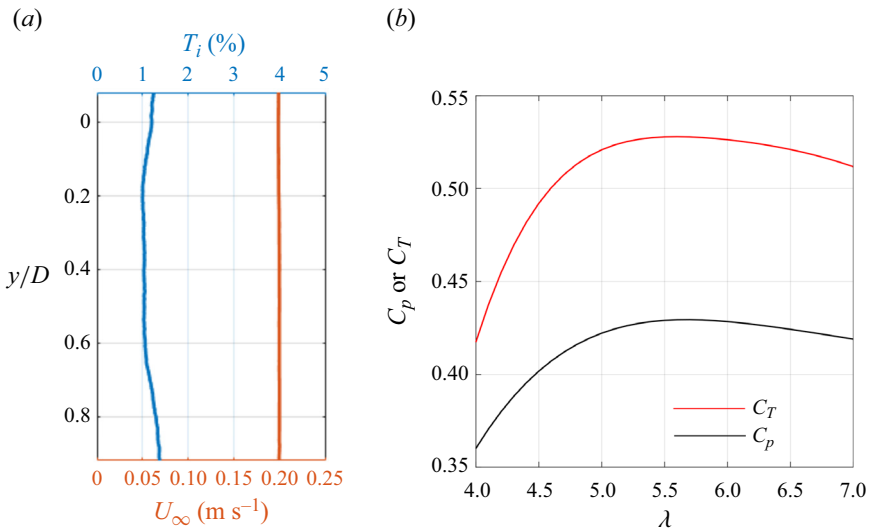 (a)
T_i (%)
0 1 2 3 4 5
0
0.2
0.4
0.6
0.8
y/D
0 0.05 0.10 0.15 0.20 0.25
U_∞ (m s⁻¹)
(b)
0.55
0.50
0.45
0.40
0.35
C_p or C_T
C_T
C_p
4.0 4.5 5.0 5.5 6.0 6.5 7.0
λ